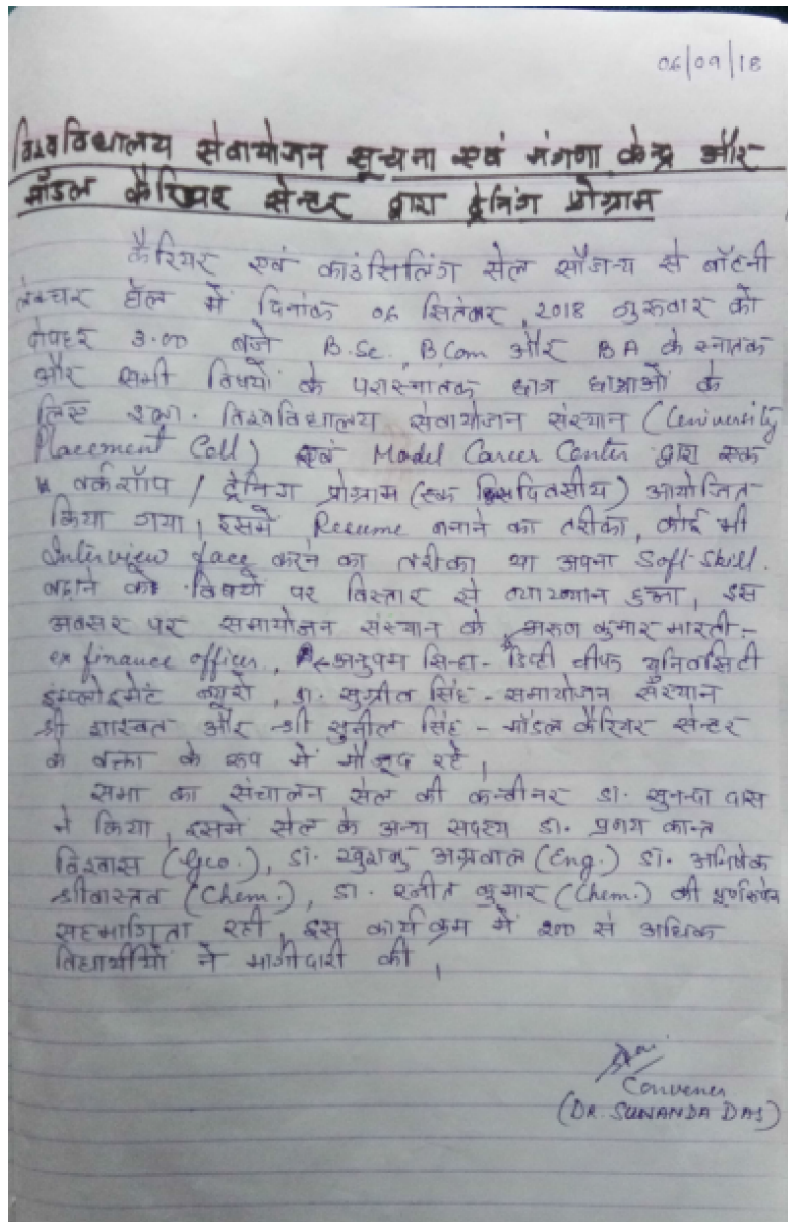 06/09/18
विश्वविद्यालय सेवायोजन सूचना एवं मंत्रणा केन्द्र और
मॉडल कैरियर सेन्टर द्वारा ट्रेनिंग प्रोग्राम
कैरियर एवं काउंसिलिंग सेल सौजन्य से बॉटनी
लेक्चर हॉल में दिनांक 06 सितंबर, 2018 गुरुवार को
दोपहर 3.00 बजे B.Sc. B.Com और BA के स्नातक
और सभी विषयों के परास्नातक छात्र छात्राओं के
लिए विश्वविद्यालय सेवायोजन संस्थान (University
Placement Cell) एवं Model Career Center द्वारा एक
वर्कशॉप / ट्रेनिंग प्रोग्राम (एक दिवसीय) आयोजित
किया गया, इसमें Resume बनाने का तरीका, कोई भी
Interview face करने का तरीका या अपना Soft-Skill.
बढ़ाने को विषयों पर विस्तार से व्याख्यान हुआ, इस
अवसर पर समायोजन संस्थान के अरुण कुमार भारती -
ex finance officer, अनुपम सिन्हा - डिप्टी चीफ युनिवर्सिटी
इंम्प्लोइमेंट ब्यूरो, डा. सुग्रीव सिंह - समायोजन संस्थान
श्री शाश्वत और श्री सुनील सिंह - मॉडल कैरियर सेन्टर
के वक्ता के रूप में मौजूद रहे,
सभा का संचालन सेल की कन्वीनर डा. सुनन्दा दास
ने किया, इसमें सेल के अन्य सदस्य डा. प्रणय कान्त
विश्वास (Geo.), डा. अग्रवाल (Eng.) डा. अभिषेक
श्रीवास्तव (Chem.), डा. रनीत कुमार (Chem.) की
सहभागिता रही, इस कार्यक्रम में 200 से अधिक
विद्यार्थीयों ने भागीदारी की,
Convener
(DR. SUNANDA DAS)